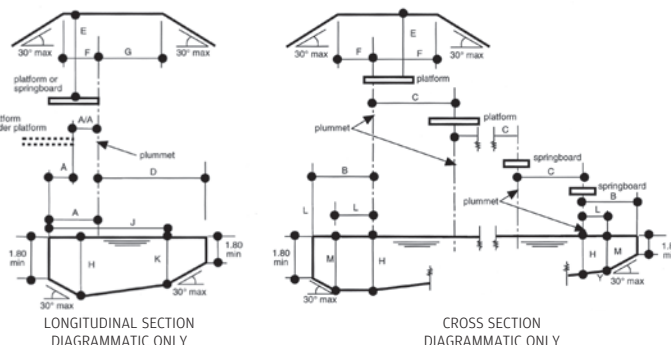 30° max
E
F
G
30° max
platform or
springboard
A/A
plummet
A
D
A
J
1.80
min
H
K
1.80
min
30° max
30° max
LONGITUDINAL SECTION
DIAGRAMMATIC ONLY
30° max
E
F
F
30° max
platform
C
platform
plummet
C
springboard
C
B
springboard
B
plummet
L
L
L
1.80
min
M
H
H
M
Y
30° max
30° max
CROSS SECTION
DIAGRAMMATIC ONLY